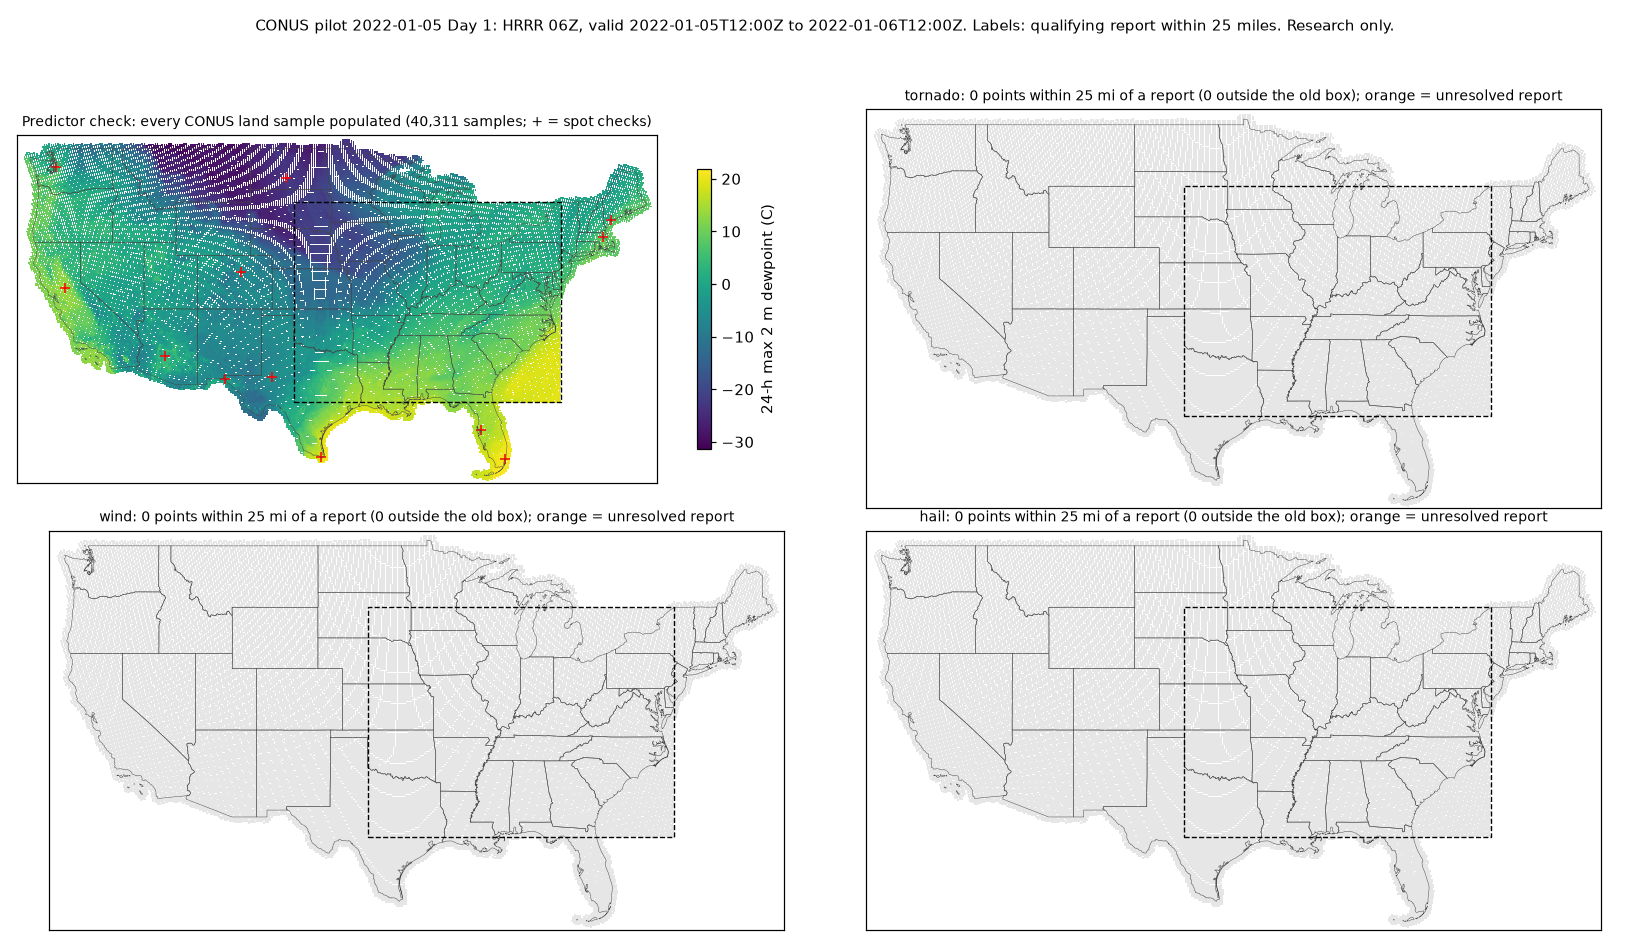 CONUS pilot 2022-01-05 Day 1: HRRR 06Z, valid 2022-01-05T12:00Z to 2022-01-06T12:00Z. Labels: qualifying report within 25 miles. Research only.
Predictor check: every CONUS land sample populated (40,311 samples; + = spot checks)
20
10
0
−10
−20
−30
24-h max 2 m dewpoint (C)
tornado: 0 points within 25 mi of a report (0 outside the old box); orange = unresolved report
wind: 0 points within 25 mi of a report (0 outside the old box); orange = unresolved report
hail: 0 points within 25 mi of a report (0 outside the old box); orange = unresolved report